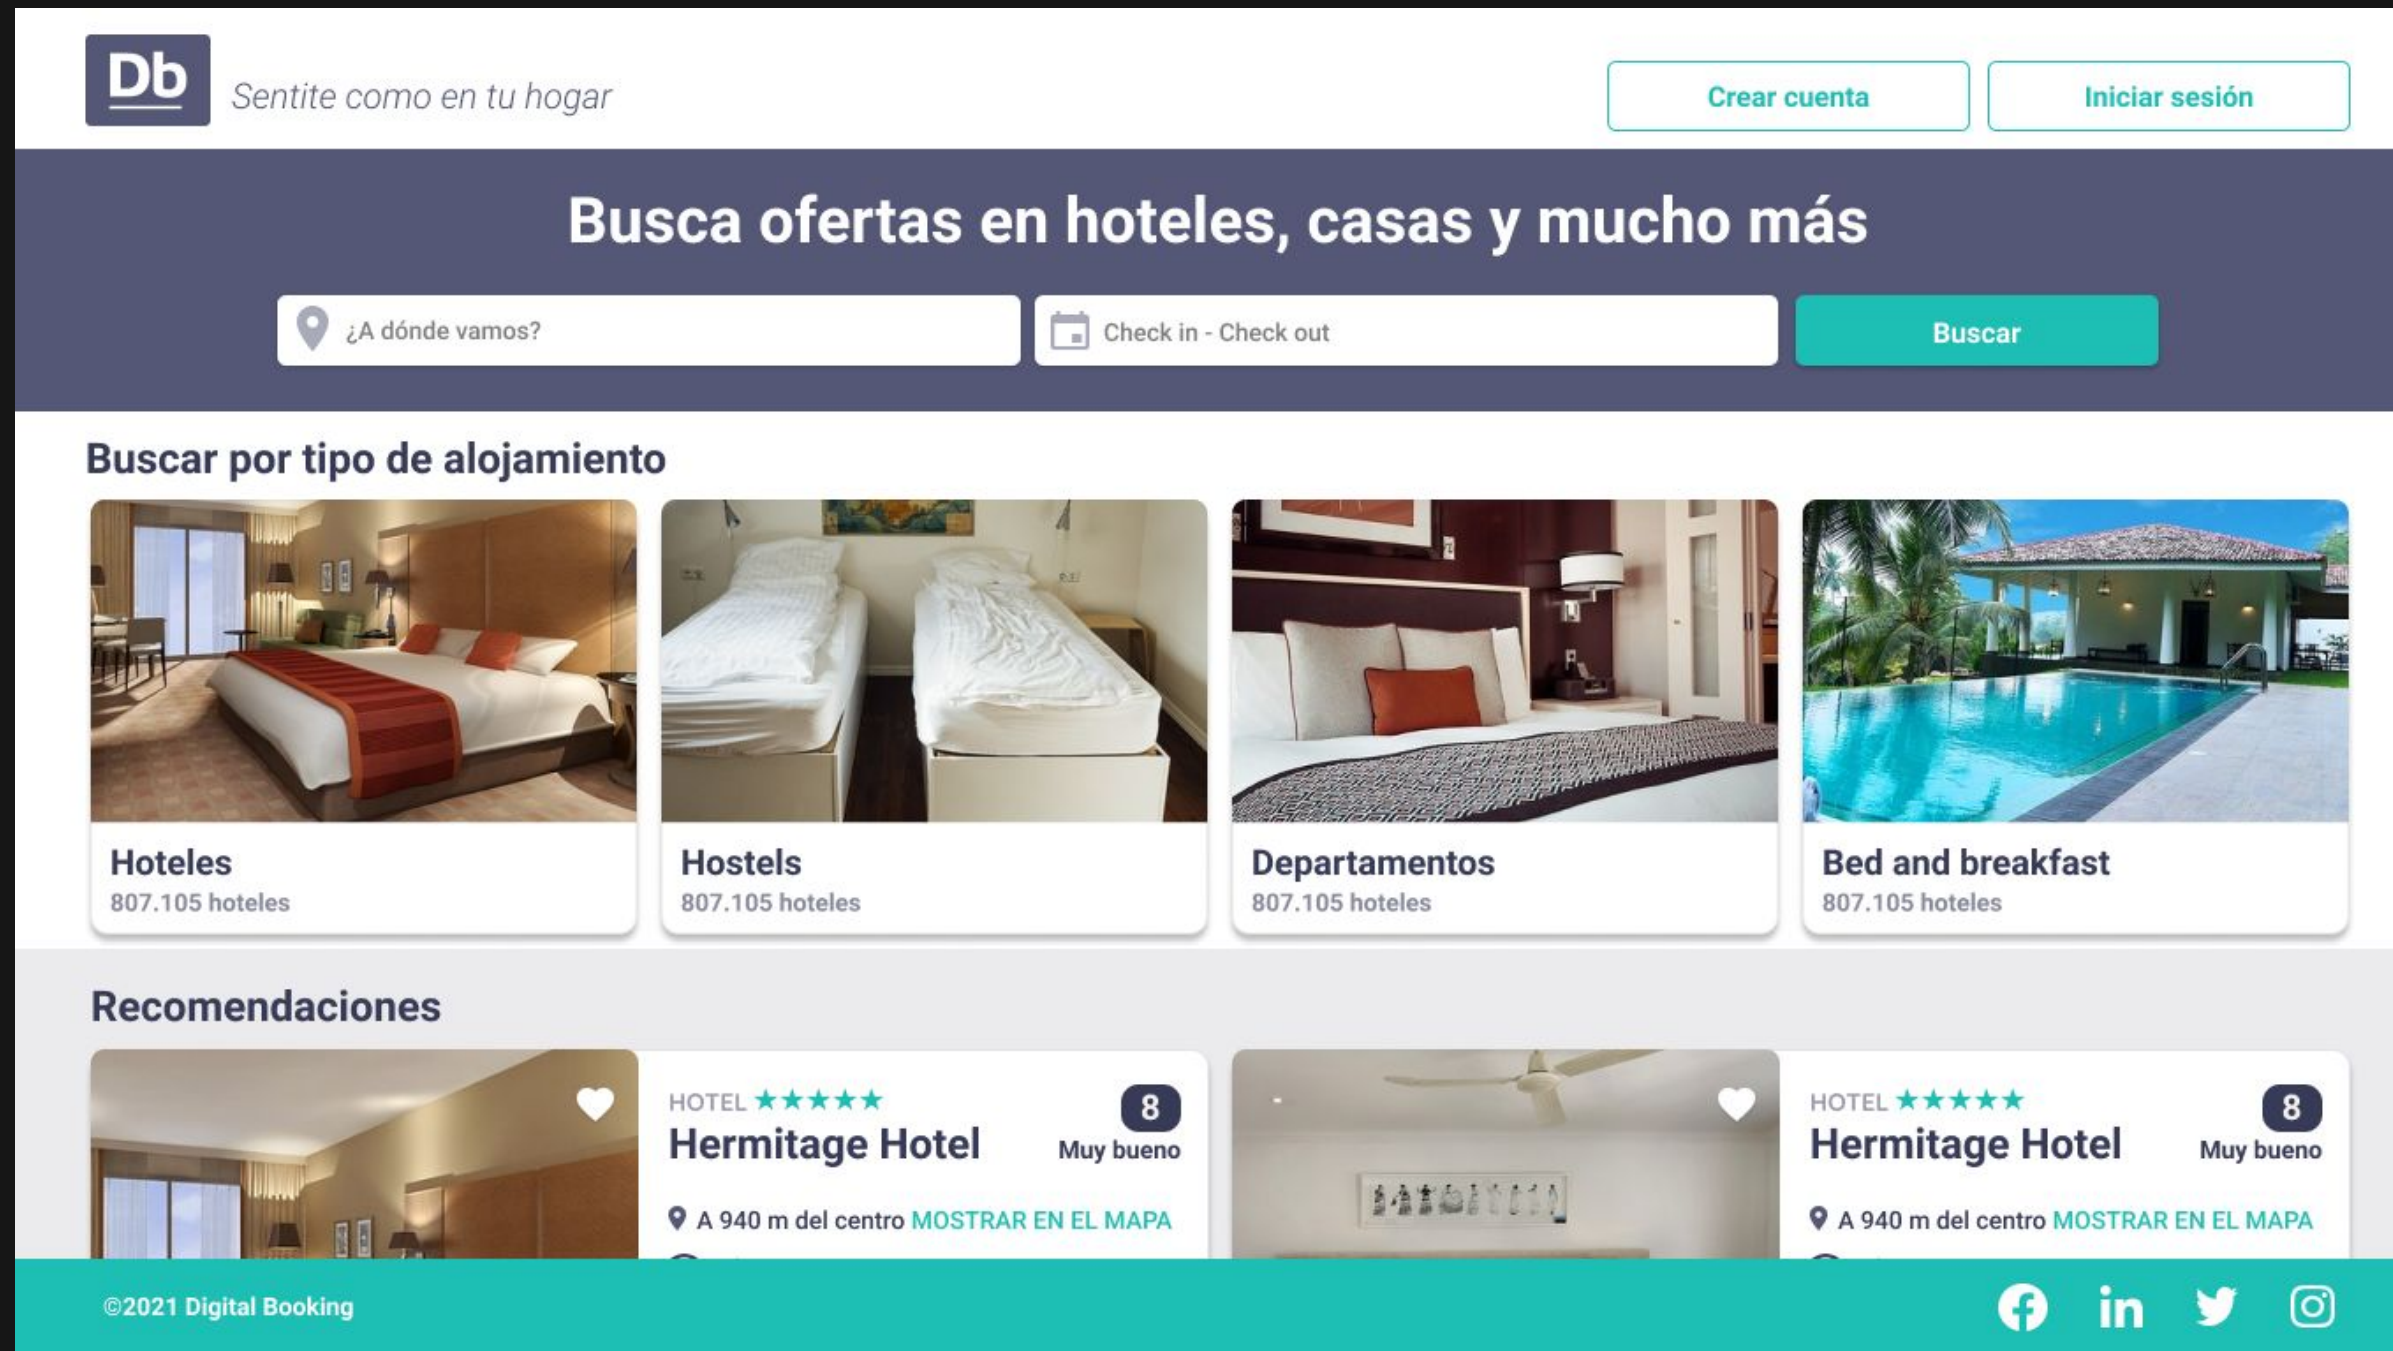 Db
Sentite como en tu hogar
Crear cuenta
Iniciar sesión
Busca ofertas en hoteles, casas y mucho más
¿A dónde vamos?
Check in - Check out
Buscar
Buscar por tipo de alojamiento
Hoteles
807.105 hoteles
Hostels
807.105 hoteles
Departamentos
807.105 hoteles
Bed and breakfast
807.105 hoteles
Recomendaciones
HOTEL
8
Hermitage Hotel
Muy bueno
A 940 m del centro MOSTRAR EN EL MAPA
HOTEL
8
Hermitage Hotel
Muy bueno
A 940 m del centro MOSTRAR EN EL MAPA
©2021 Digital Booking